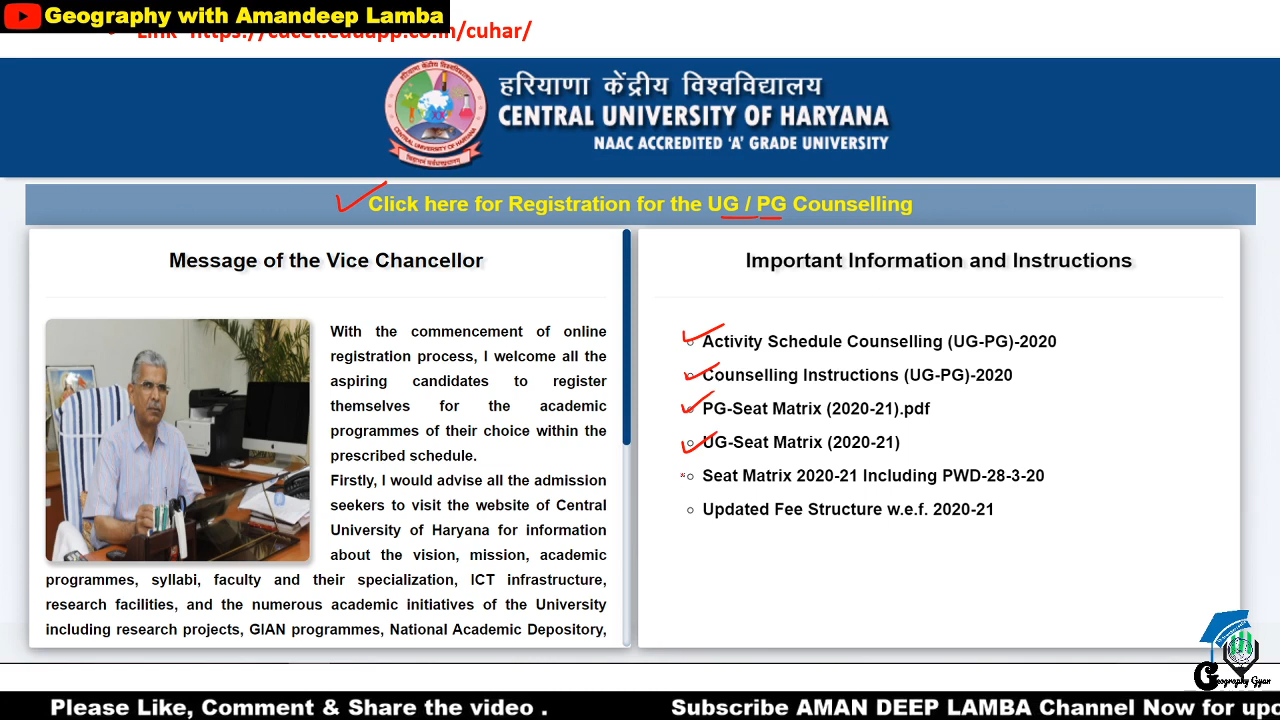 Geography with Amandeep Lamba
Link https://cucet.eduapp.co.in/cuhar/
हरियाणा केंद्रीय विश्वविद्यालय
CENTRAL UNIVERSITY OF HARYANA
NAAC ACCREDITED 'A' GRADE UNIVERSITY
Click here for Registration for the UG / PG Counselling
Message of the Vice Chancellor
With the commencement of online
registration process, I welcome all the
aspiring candidates to register
themselves for the academic
programmes of their choice within the
prescribed schedule.
Firstly, I would advise all the admission
seekers to visit the website of Central
University of Haryana for information
about the vision, mission, academic
programmes, syllabi, faculty and their specialization, ICT infrastructure,
research facilities, and the numerous academic initiatives of the University
including research projects, GIAN programmes, National Academic Depository,
Important Information and Instructions
Activity Schedule Counselling (UG-PG)-2020
Counselling Instructions (UG-PG)-2020
PG-Seat Matrix (2020-21).pdf
UG-Seat Matrix (2020-21)
Seat Matrix 2020-21 Including PWD-28-3-20
Updated Fee Structure w.e.f. 2020-21
Geography Gyan
Please Like, Comment & Share the video .
Subscribe AMAN DEEP LAMBA Channel Now for upd